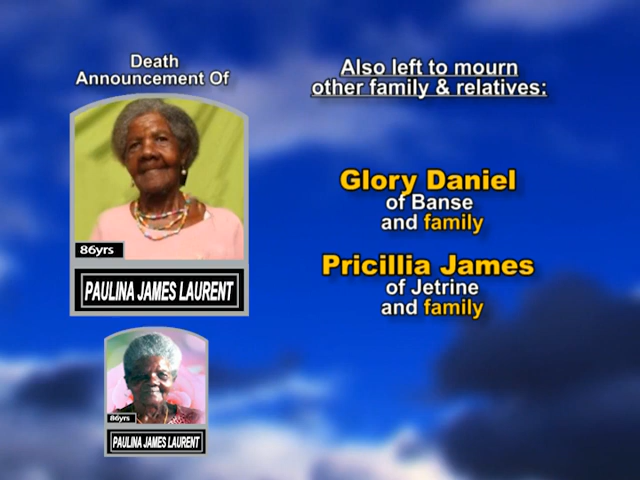 Death
Announcement Of
86yrs
PAULINA JAMES LAURENT
86yrs
PAULINA JAMES LAURENT
Also left to mourn
other family & relatives:
Glory Daniel
of Banse
and family
Pricillia James
of Jetrine
and family